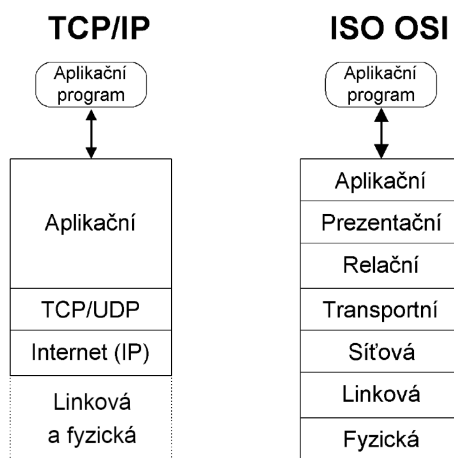 TCP/IP
Aplikační
program
Aplikační
TCP/UDP
Internet (IP)
Linková
a fyzická
ISO OSI
Aplikační
program
Aplikační
Prezentační
Relační
Transportní
Síťová
Linková
Fyzická